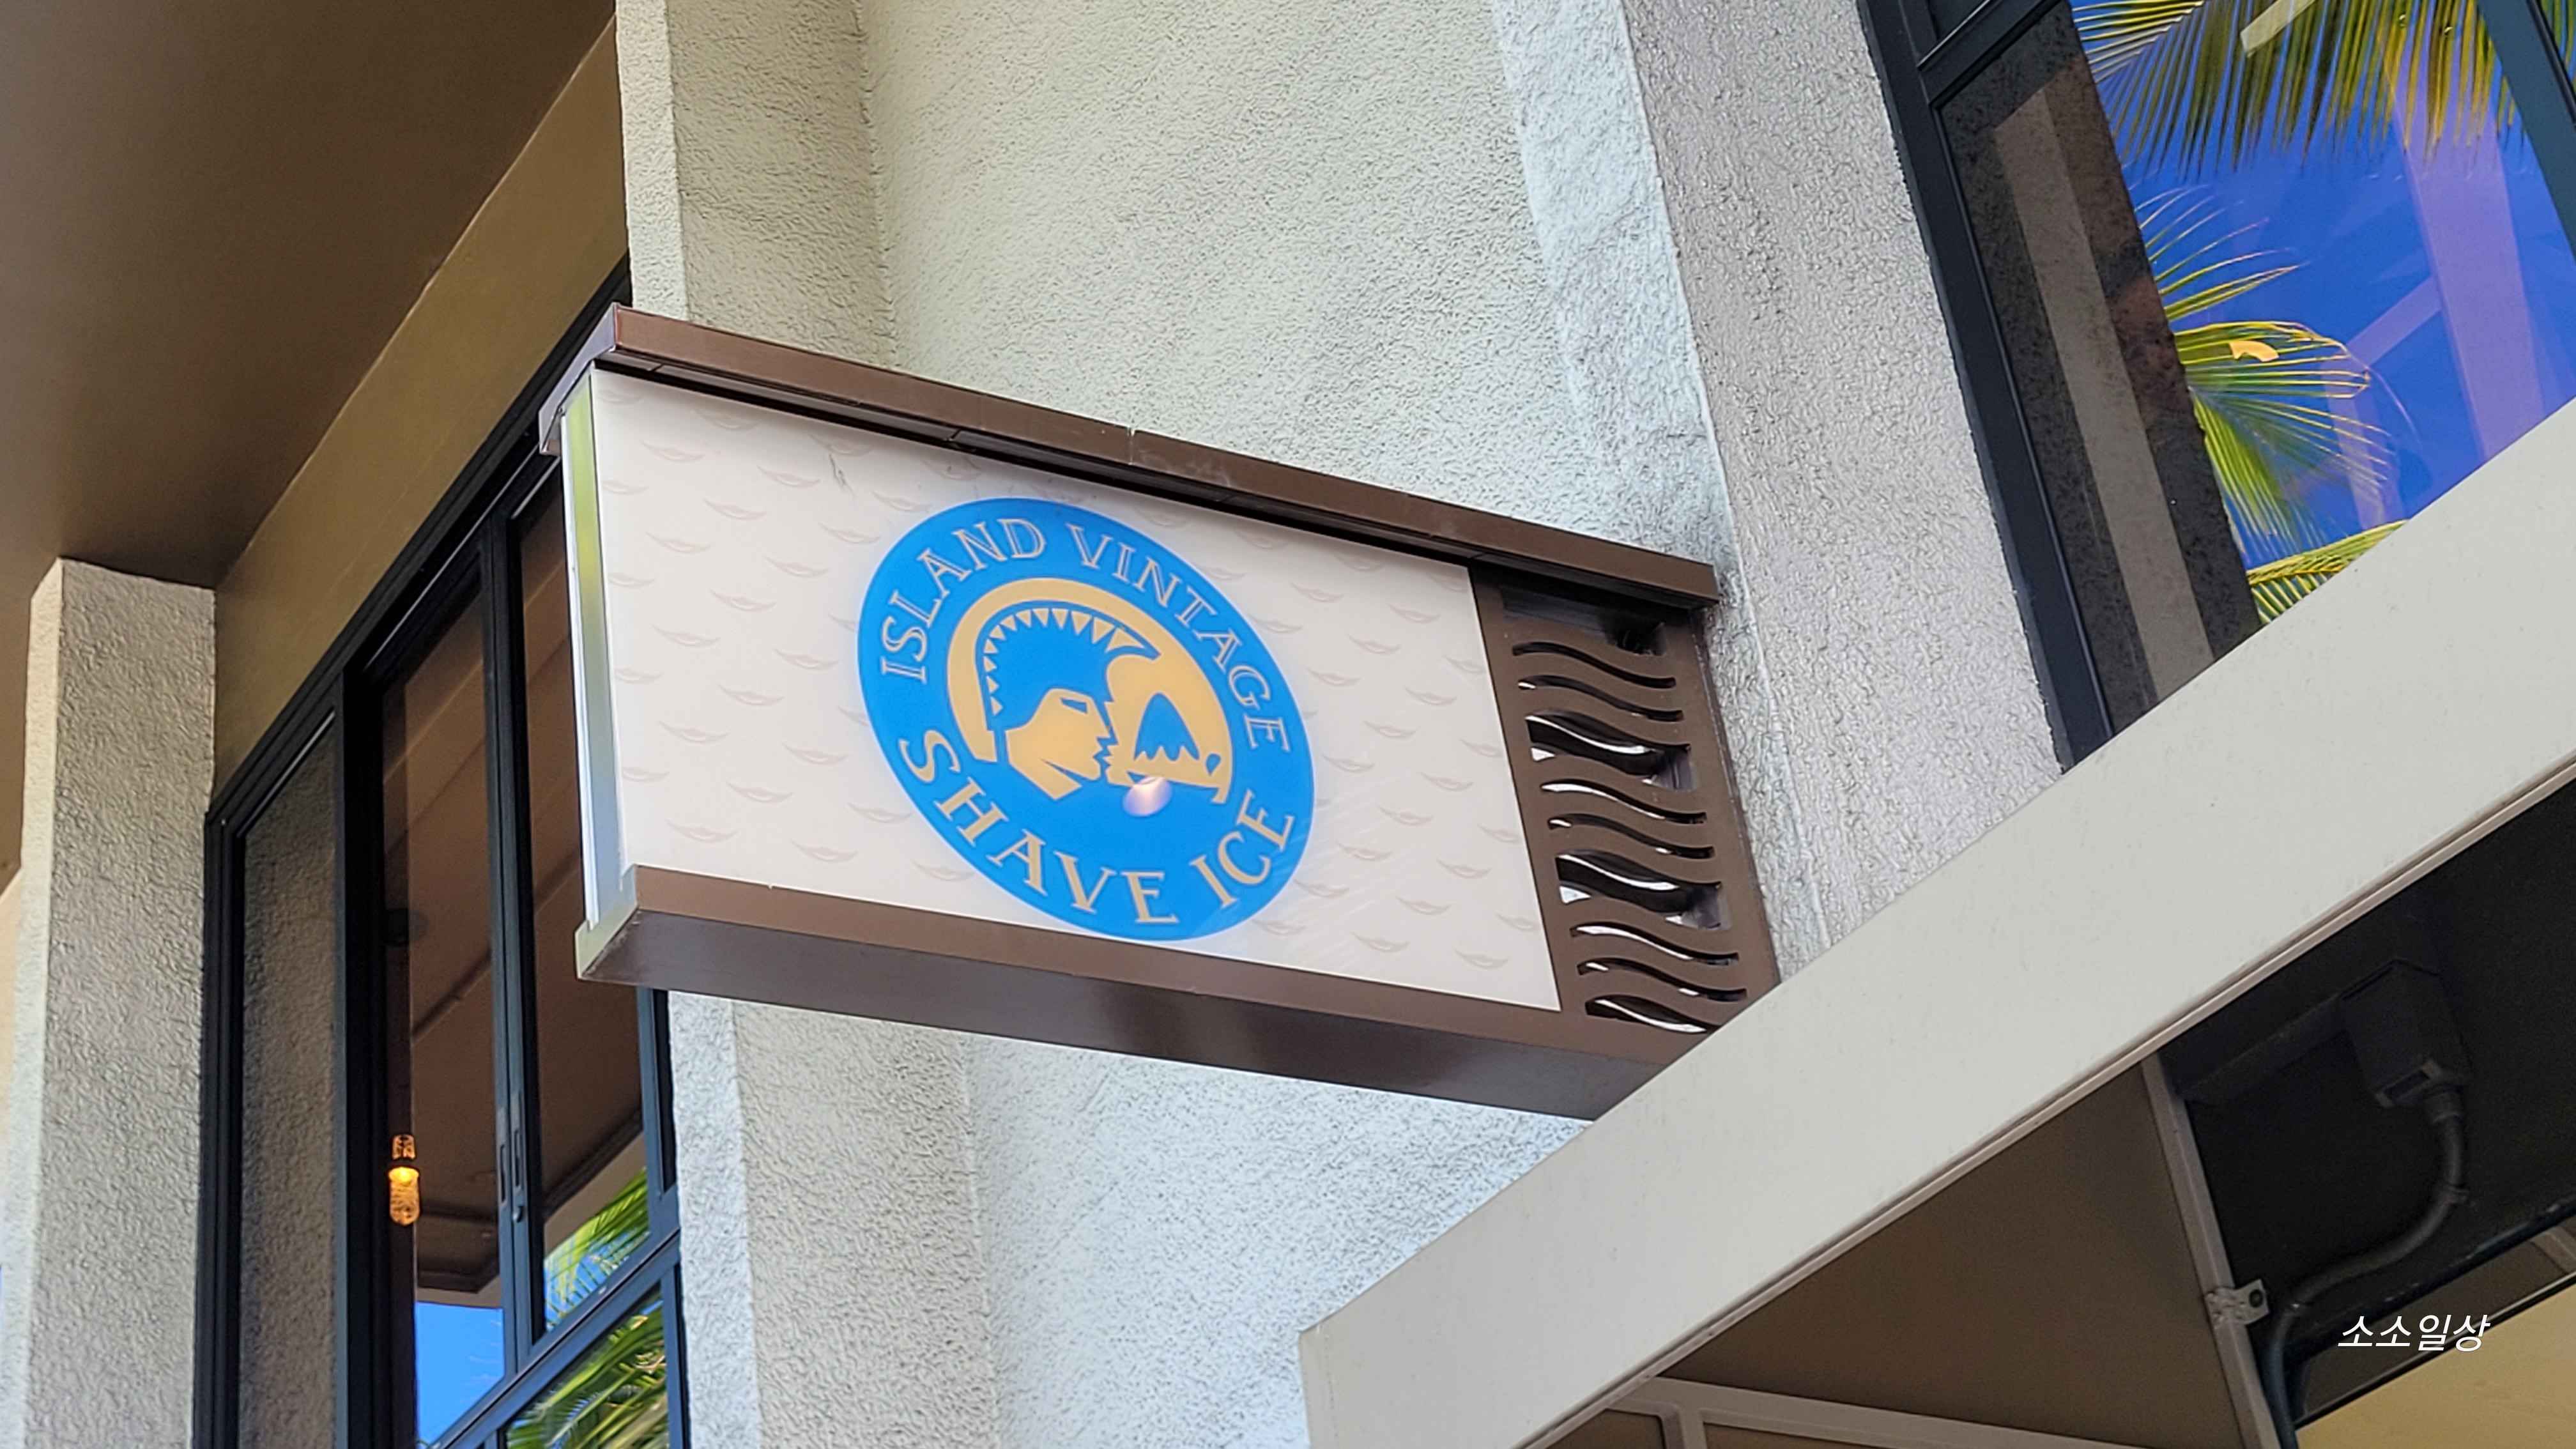 ISLAND VINTAGE
SHAVE ICE
소소일상